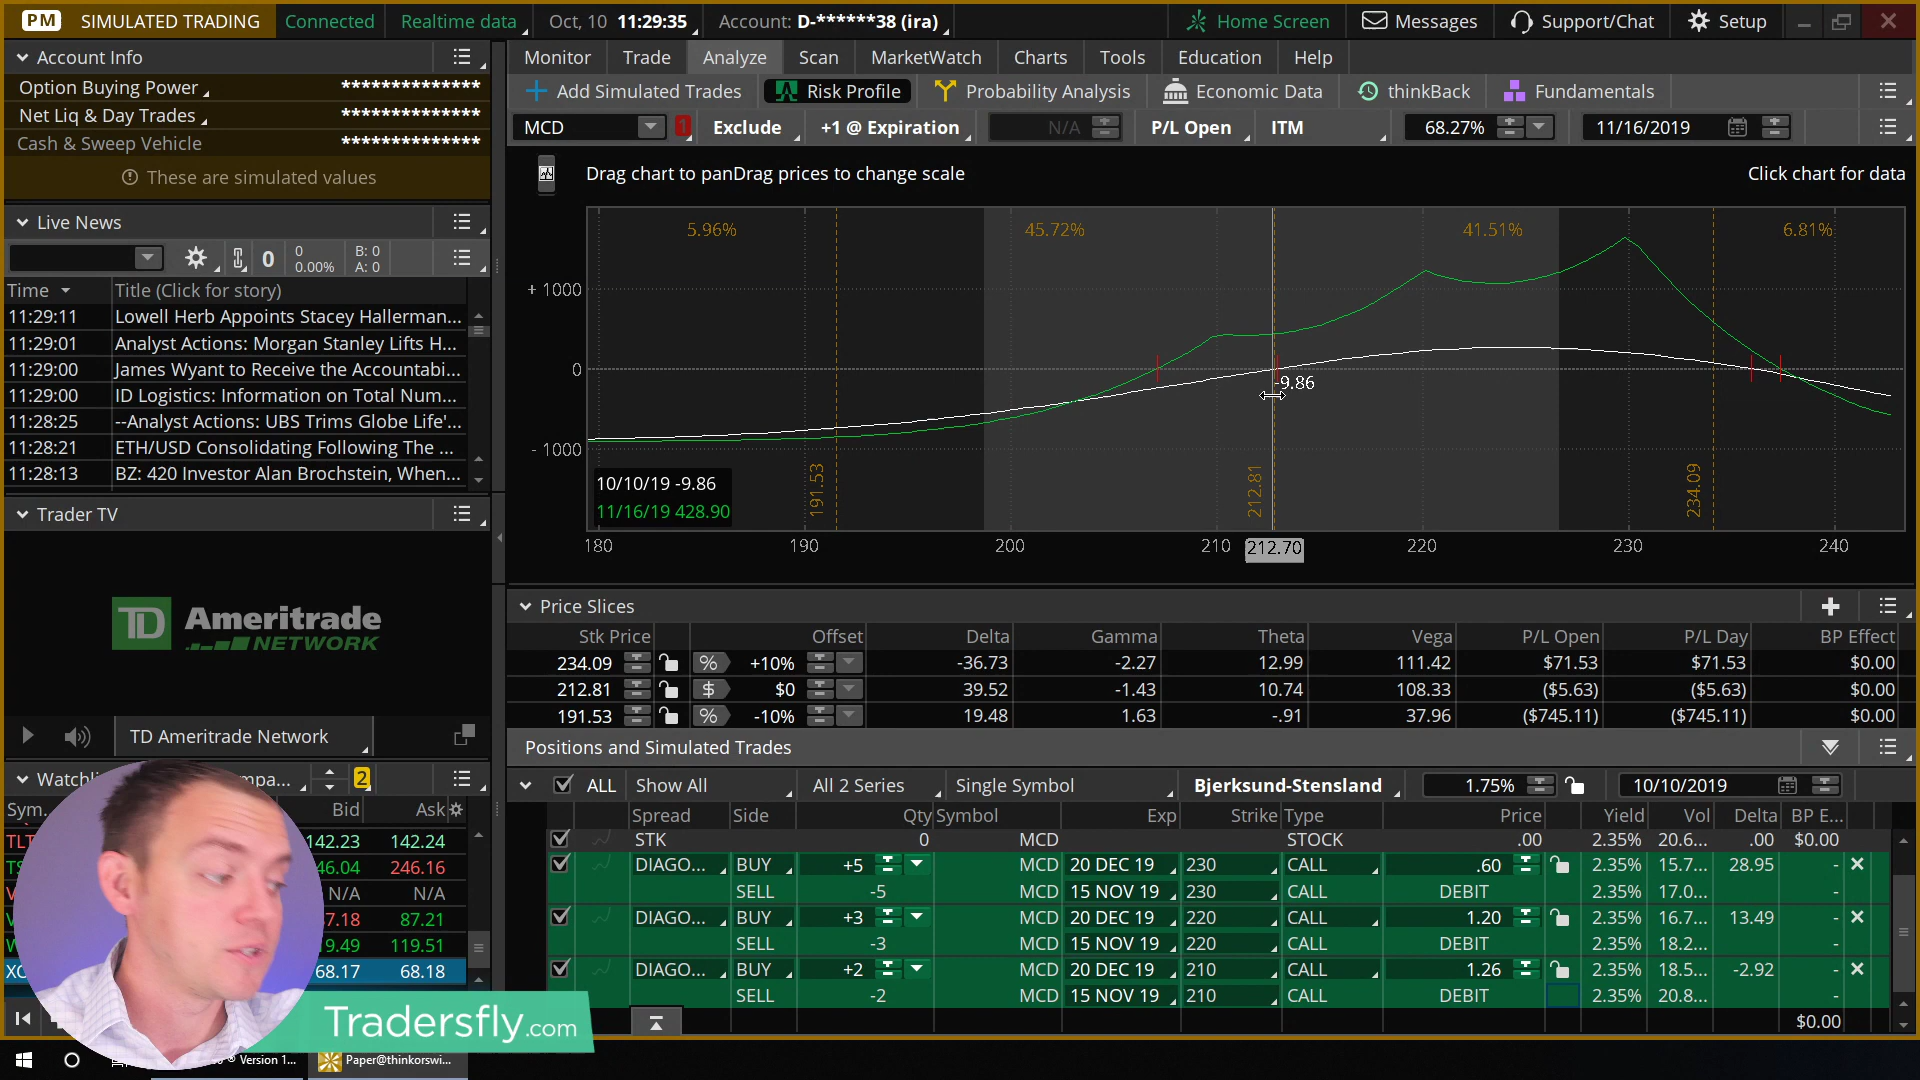 PM SIMULATED TRADING Connected Realtime data Oct, 10 11:29:35 Account: D-******38 (ira) Home Screen Messages Support/Chat Setup
Account Info
Option Buying Power **************
Net Liq & Day Trades **************
Cash & Sweep Vehicle **************
These are simulated values
Live News
0 0 0.00% B: 0 A: 0
Time Title (Click for story)
11:29:11 Lowell Herb Appoints Stacey Hallerman...
11:29:01 Analyst Actions: Morgan Stanley Lifts H...
11:29:00 James Wyant to Receive the Accountabi...
11:29:00 ID Logistics: Information on Total Num...
11:28:25 --Analyst Actions: UBS Trims Globe Life'...
11:28:21 ETH/USD Consolidating Following The ...
11:28:13 BZ: 420 Investor Alan Brochstein, When...
Trader TV
TD Ameritrade
NETWORK
TD Ameritrade Network
Watchli mpa... 2
Sym. Bid Ask
TLT 142.23 142.24
TS 46.04 246.16
V N/A N/A
7.18 87.21
W 9.49 119.51
XO 68.17 68.18
Monitor Trade Analyze Scan MarketWatch Charts Tools Education Help
Add Simulated Trades Risk Profile Probability Analysis Economic Data thinkBack Fundamentals
MCD 1 Exclude +1 @ Expiration N/A P/L Open ITM 68.27% 11/16/2019
Drag chart to panDrag prices to change scale Click chart for data
5.96% 45.72% 41.51% 6.81%
+ 1000
0
-9.86
- 1000
191.53 212.81 234.09
10/10/19 -9.86
11/16/19 428.90
180 190 200 210 212.70 220 230 240
Price Slices
Stk Price Offset Delta Gamma Theta Vega P/L Open P/L Day BP Effect
234.09 % +10% -36.73 -2.27 12.99 111.42 $71.53 $71.53 $0.00
212.81 $ $0 39.52 -1.43 10.74 108.33 ($5.63) ($5.63) $0.00
191.53 % -10% 19.48 1.63 -.91 37.96 ($745.11) ($745.11) $0.00
Positions and Simulated Trades
ALL Show All All 2 Series Single Symbol Bjerksund-Stensland 1.75% 10/10/2019
Spread Side Qty Symbol Exp Strike Type Price Yield Vol Delta BP E...
STK 0 MCD STOCK .00 2.35% 20.6... .00 $0.00
DIAGO... BUY +5 MCD 20 DEC 19 230 CALL .60 2.35% 15.7... 28.95 -
SELL -5 MCD 15 NOV 19 230 CALL DEBIT 2.35% 17.0... -
DIAGO... BUY +3 MCD 20 DEC 19 220 CALL 1.20 2.35% 16.7... 13.49 -
SELL -3 MCD 15 NOV 19 220 CALL DEBIT 2.35% 18.2... -
DIAGO... BUY +2 MCD 20 DEC 19 210 CALL 1.26 2.35% 18.5... -2.92 -
SELL -2 MCD 15 NOV 19 210 CALL DEBIT 2.35% 20.8... -
$0.00
Tradersfly.com
Version 1... Paper@thinkorswi...